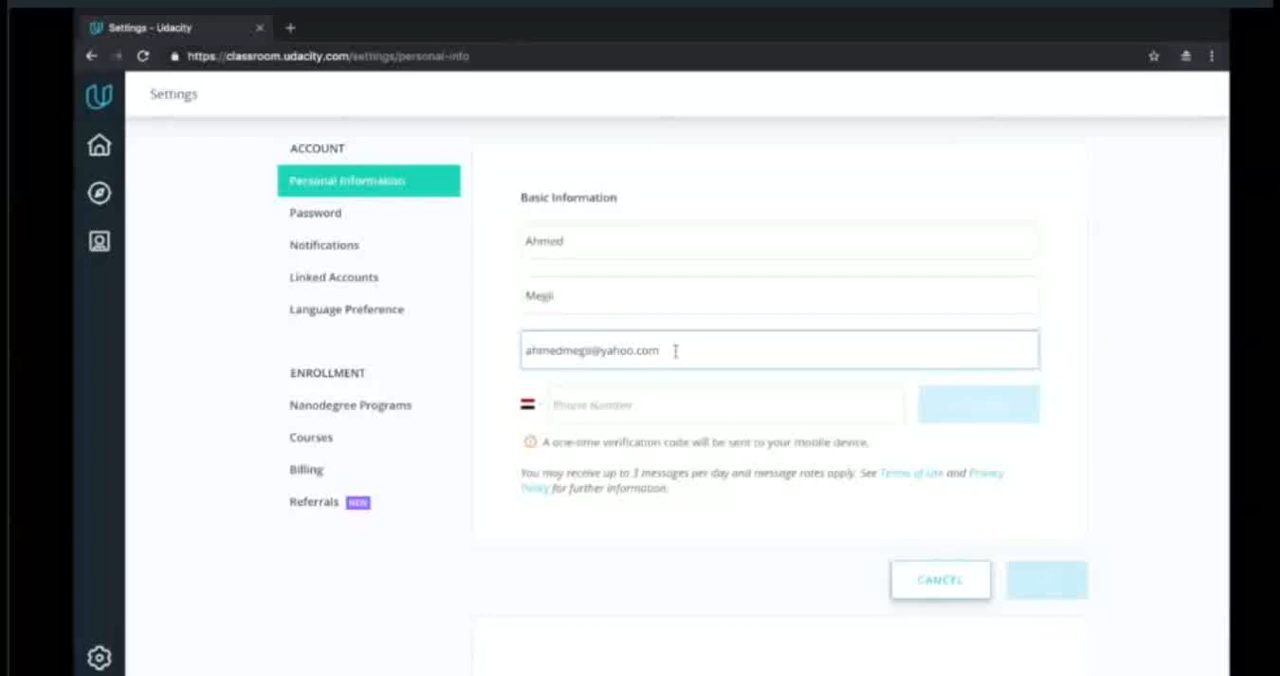 Settings - Udacity
https://classroom.udacity.com/settings/personal-info
Settings
ACCOUNT
Personal Information
Password
Notifications
Linked Accounts
Language Preference
ENROLLMENT
Nanodegree Programs
Courses
Billing
Referrals NEW
Basic Information
Ahmed
Megii
ahmedmegii@yahoo.com
Phone Number
A one-time verification code will be sent to your mobile device.
You may receive up to 3 messages per day and message rates apply. See Terms of Use and Privacy
Policy for further information.
CANCEL